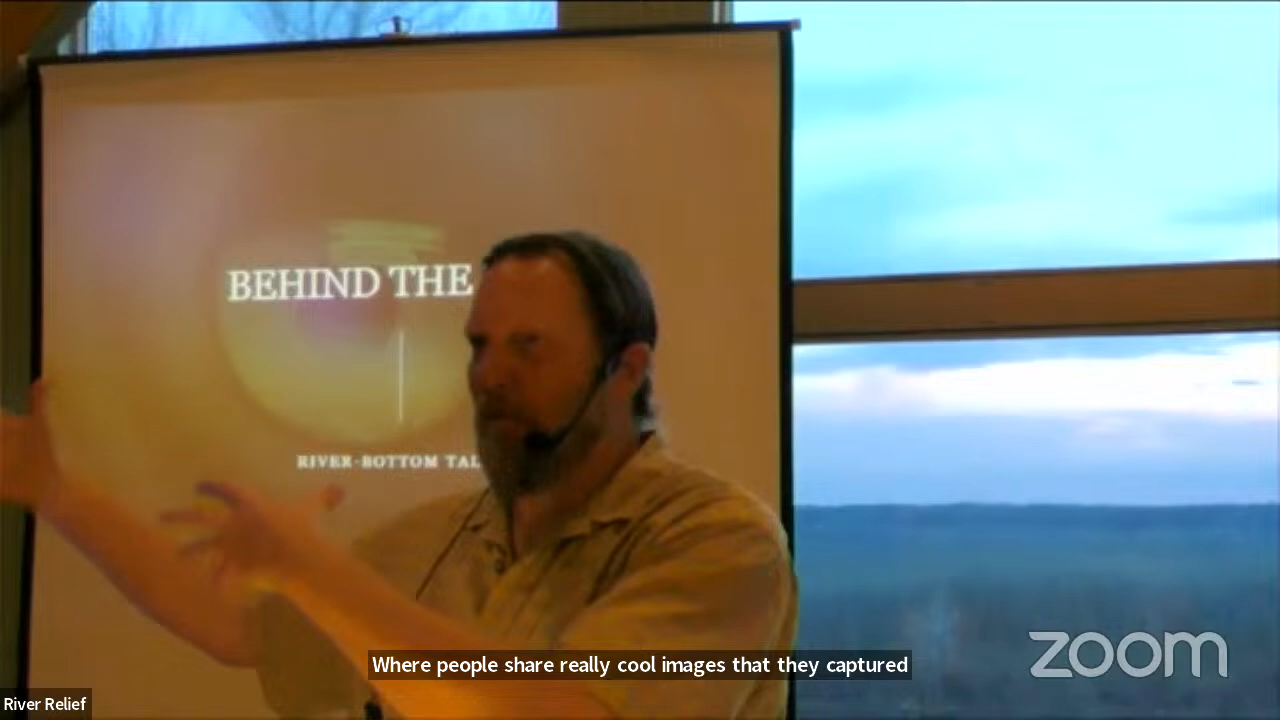 BEHIND THE
RIVER-BOTTOM TAL
Where people share really cool images that they captured
zoom
River Relief